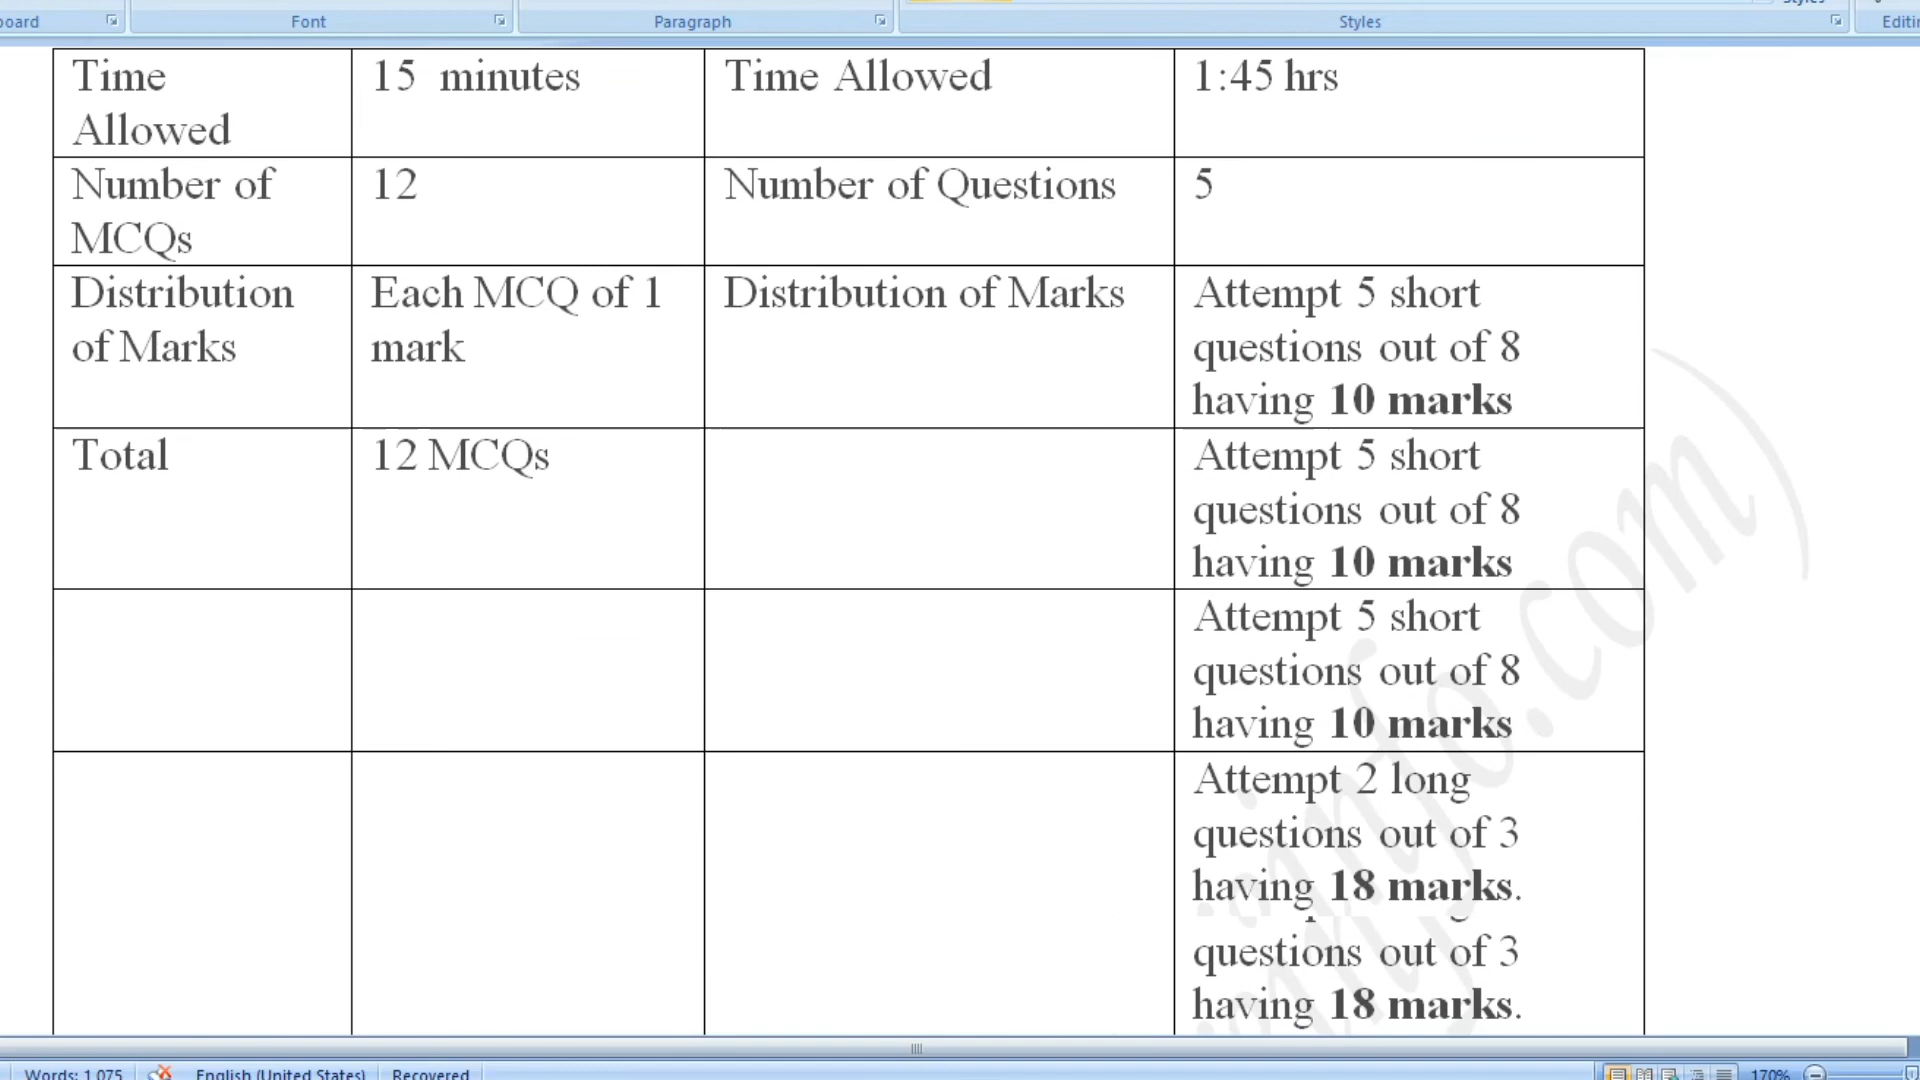 board
Font
Paragraph
Styles
Styles
Time
Allowed
15 minutes
Time Allowed
1:45 hrs
Number of
MCQs
12
Number of Questions
5
Distribution
of Marks
Each MCQ of 1
mark
Distribution of Marks
Attempt 5 short
questions out of 8
having 10 marks
Total
12 MCQs
Attempt 5 short
questions out of 8
having 10 marks
Attempt 5 short
questions out of 8
having 10 marks
Attempt 2 long
questions out of 3
having 18 marks.
questions out of 3
having 18 marks.
info.com)
Words: 1,075
English (United States)
Recovered
170%